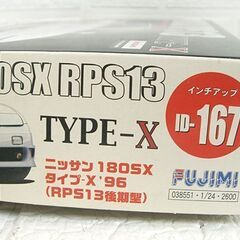 0SX RPS13
TYPE-X
ニッサン 180SX
タイプ-X '96
(RPS13後期型)
インチアップ
ID-167
FUJIMI
038551・1/24・2600